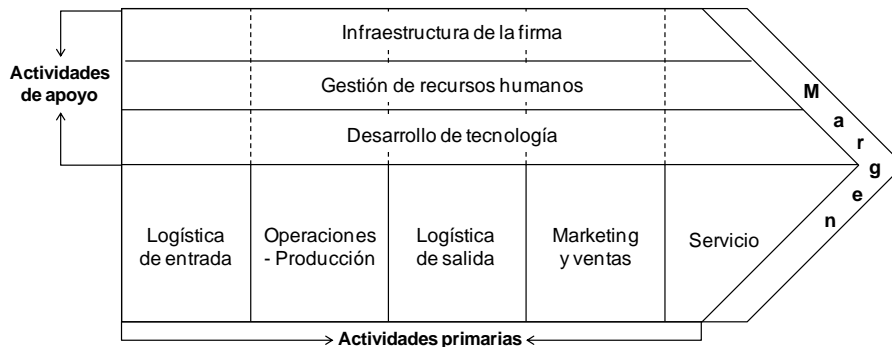 Infraestructura de la firma
Actividades
de apoyo
Gestión de recursos humanos
Desarrollo de tecnología
Margen
Logística
de entrada
Operaciones
- Producción
Logística
de salida
Marketing
y ventas
Servicio
Actividades primarias